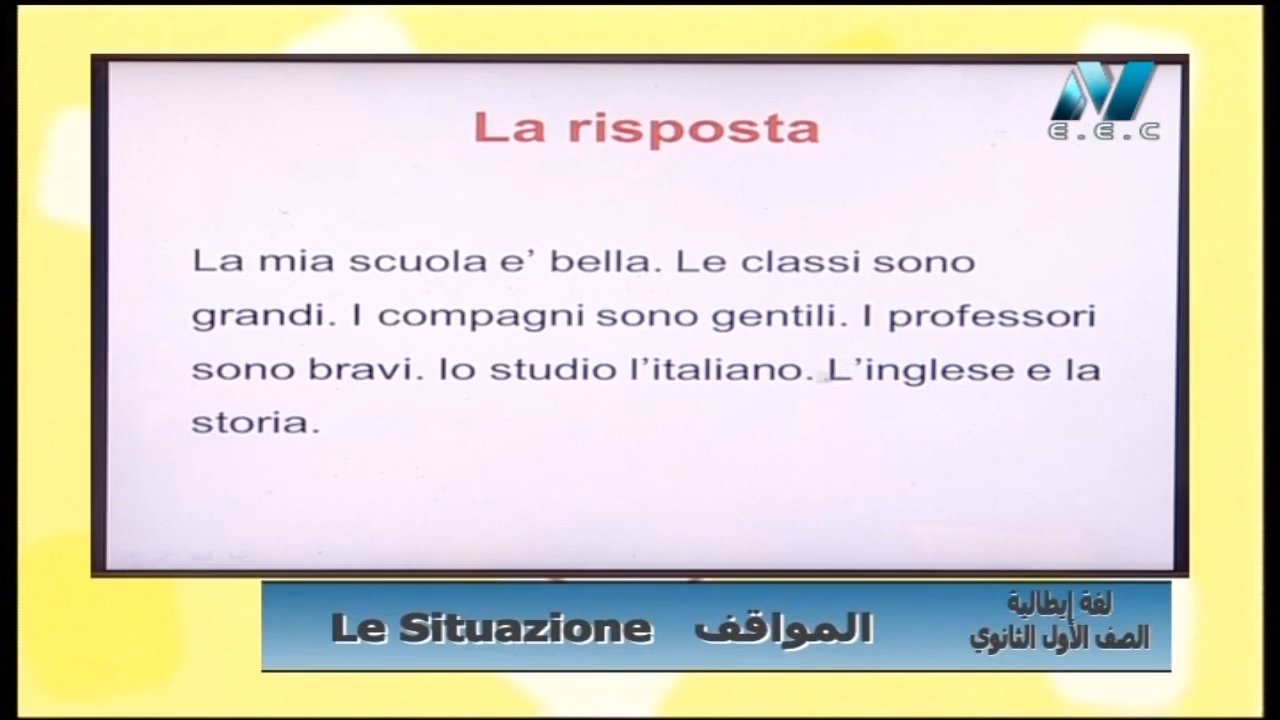 E.E.C
La risposta
La mia scuola e’ bella. Le classi sono
grandi. I compagni sono gentili. I professori
sono bravi. Io studio l’italiano. L’inglese e la
storia.
Le Situazione المواقف
لغة إيطالية
الصف الأول الثانوي